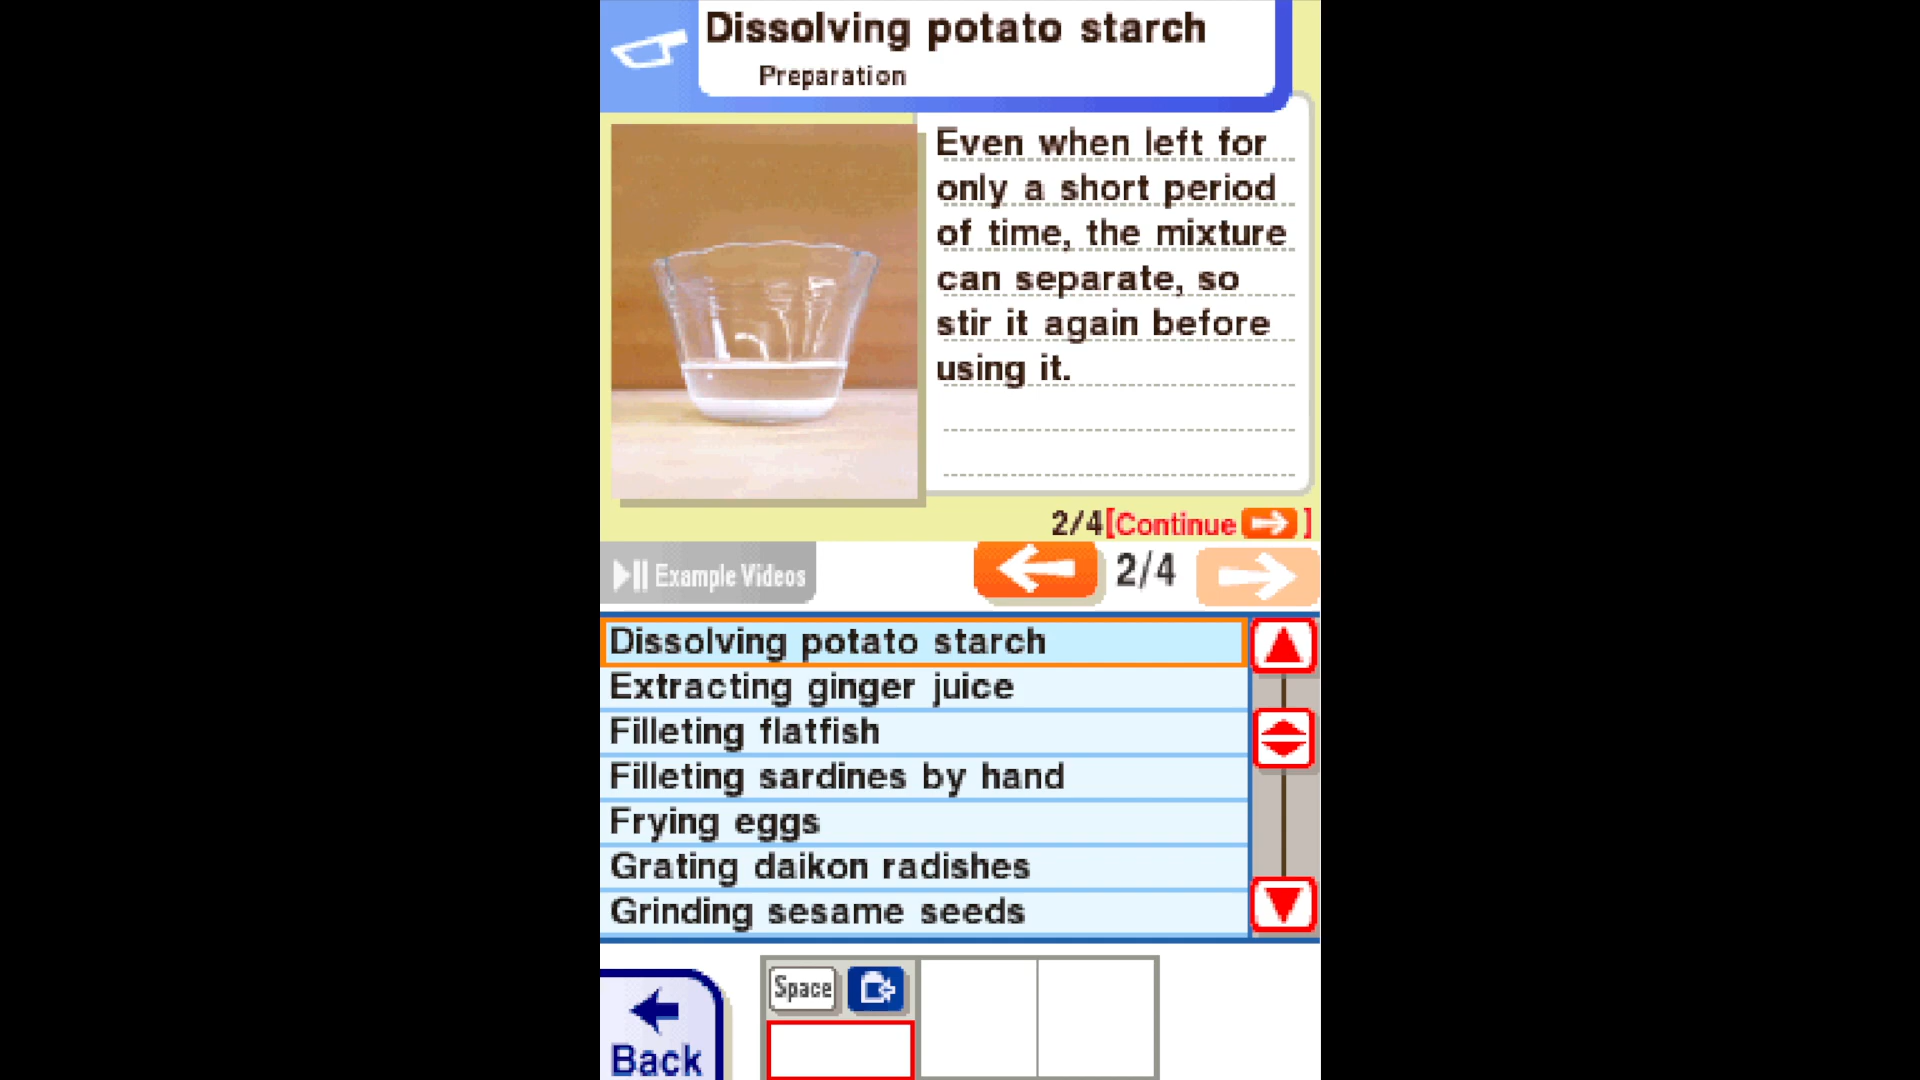 Dissolving potato starch
Preparation
Even when left for
only a short period
of time, the mixture
can separate, so
stir it again before
using it.
2/4[Continue ]
Example Videos
2/4
Dissolving potato starch
Extracting ginger juice
Filleting flatfish
Filleting sardines by hand
Frying eggs
Grating daikon radishes
Grinding sesame seeds
Space
Back